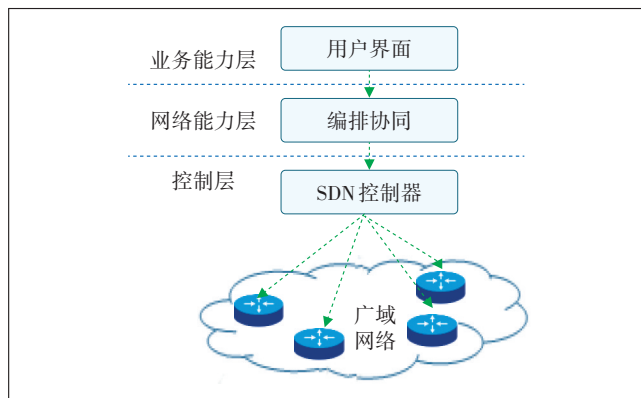 用户界面
业务能力层
网络能力层
编排协同
控制层
SDN控制器
广域
网络